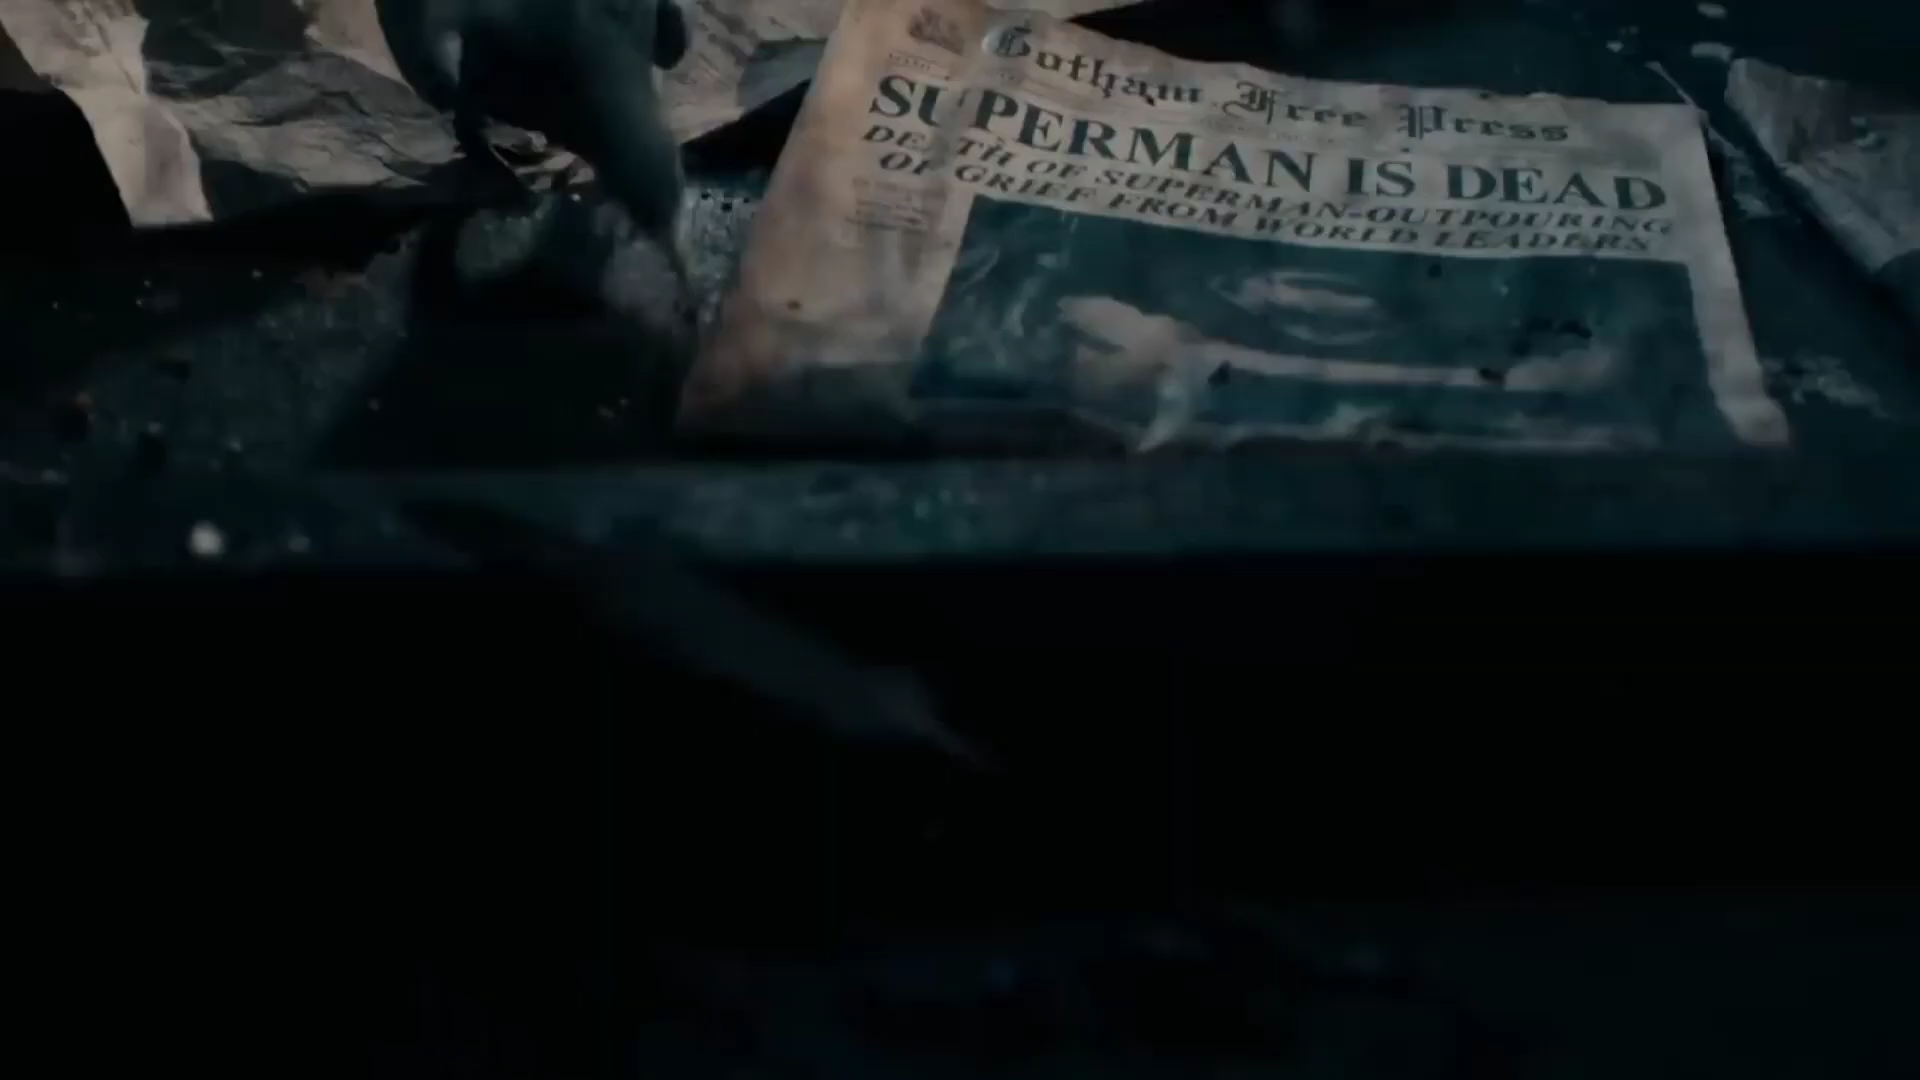 Gotham Free Press
SUPERMAN IS DEAD
DEATH OF SUPERMAN-OUTPOURING
OF GRIEF FROM WORLD LEADERS